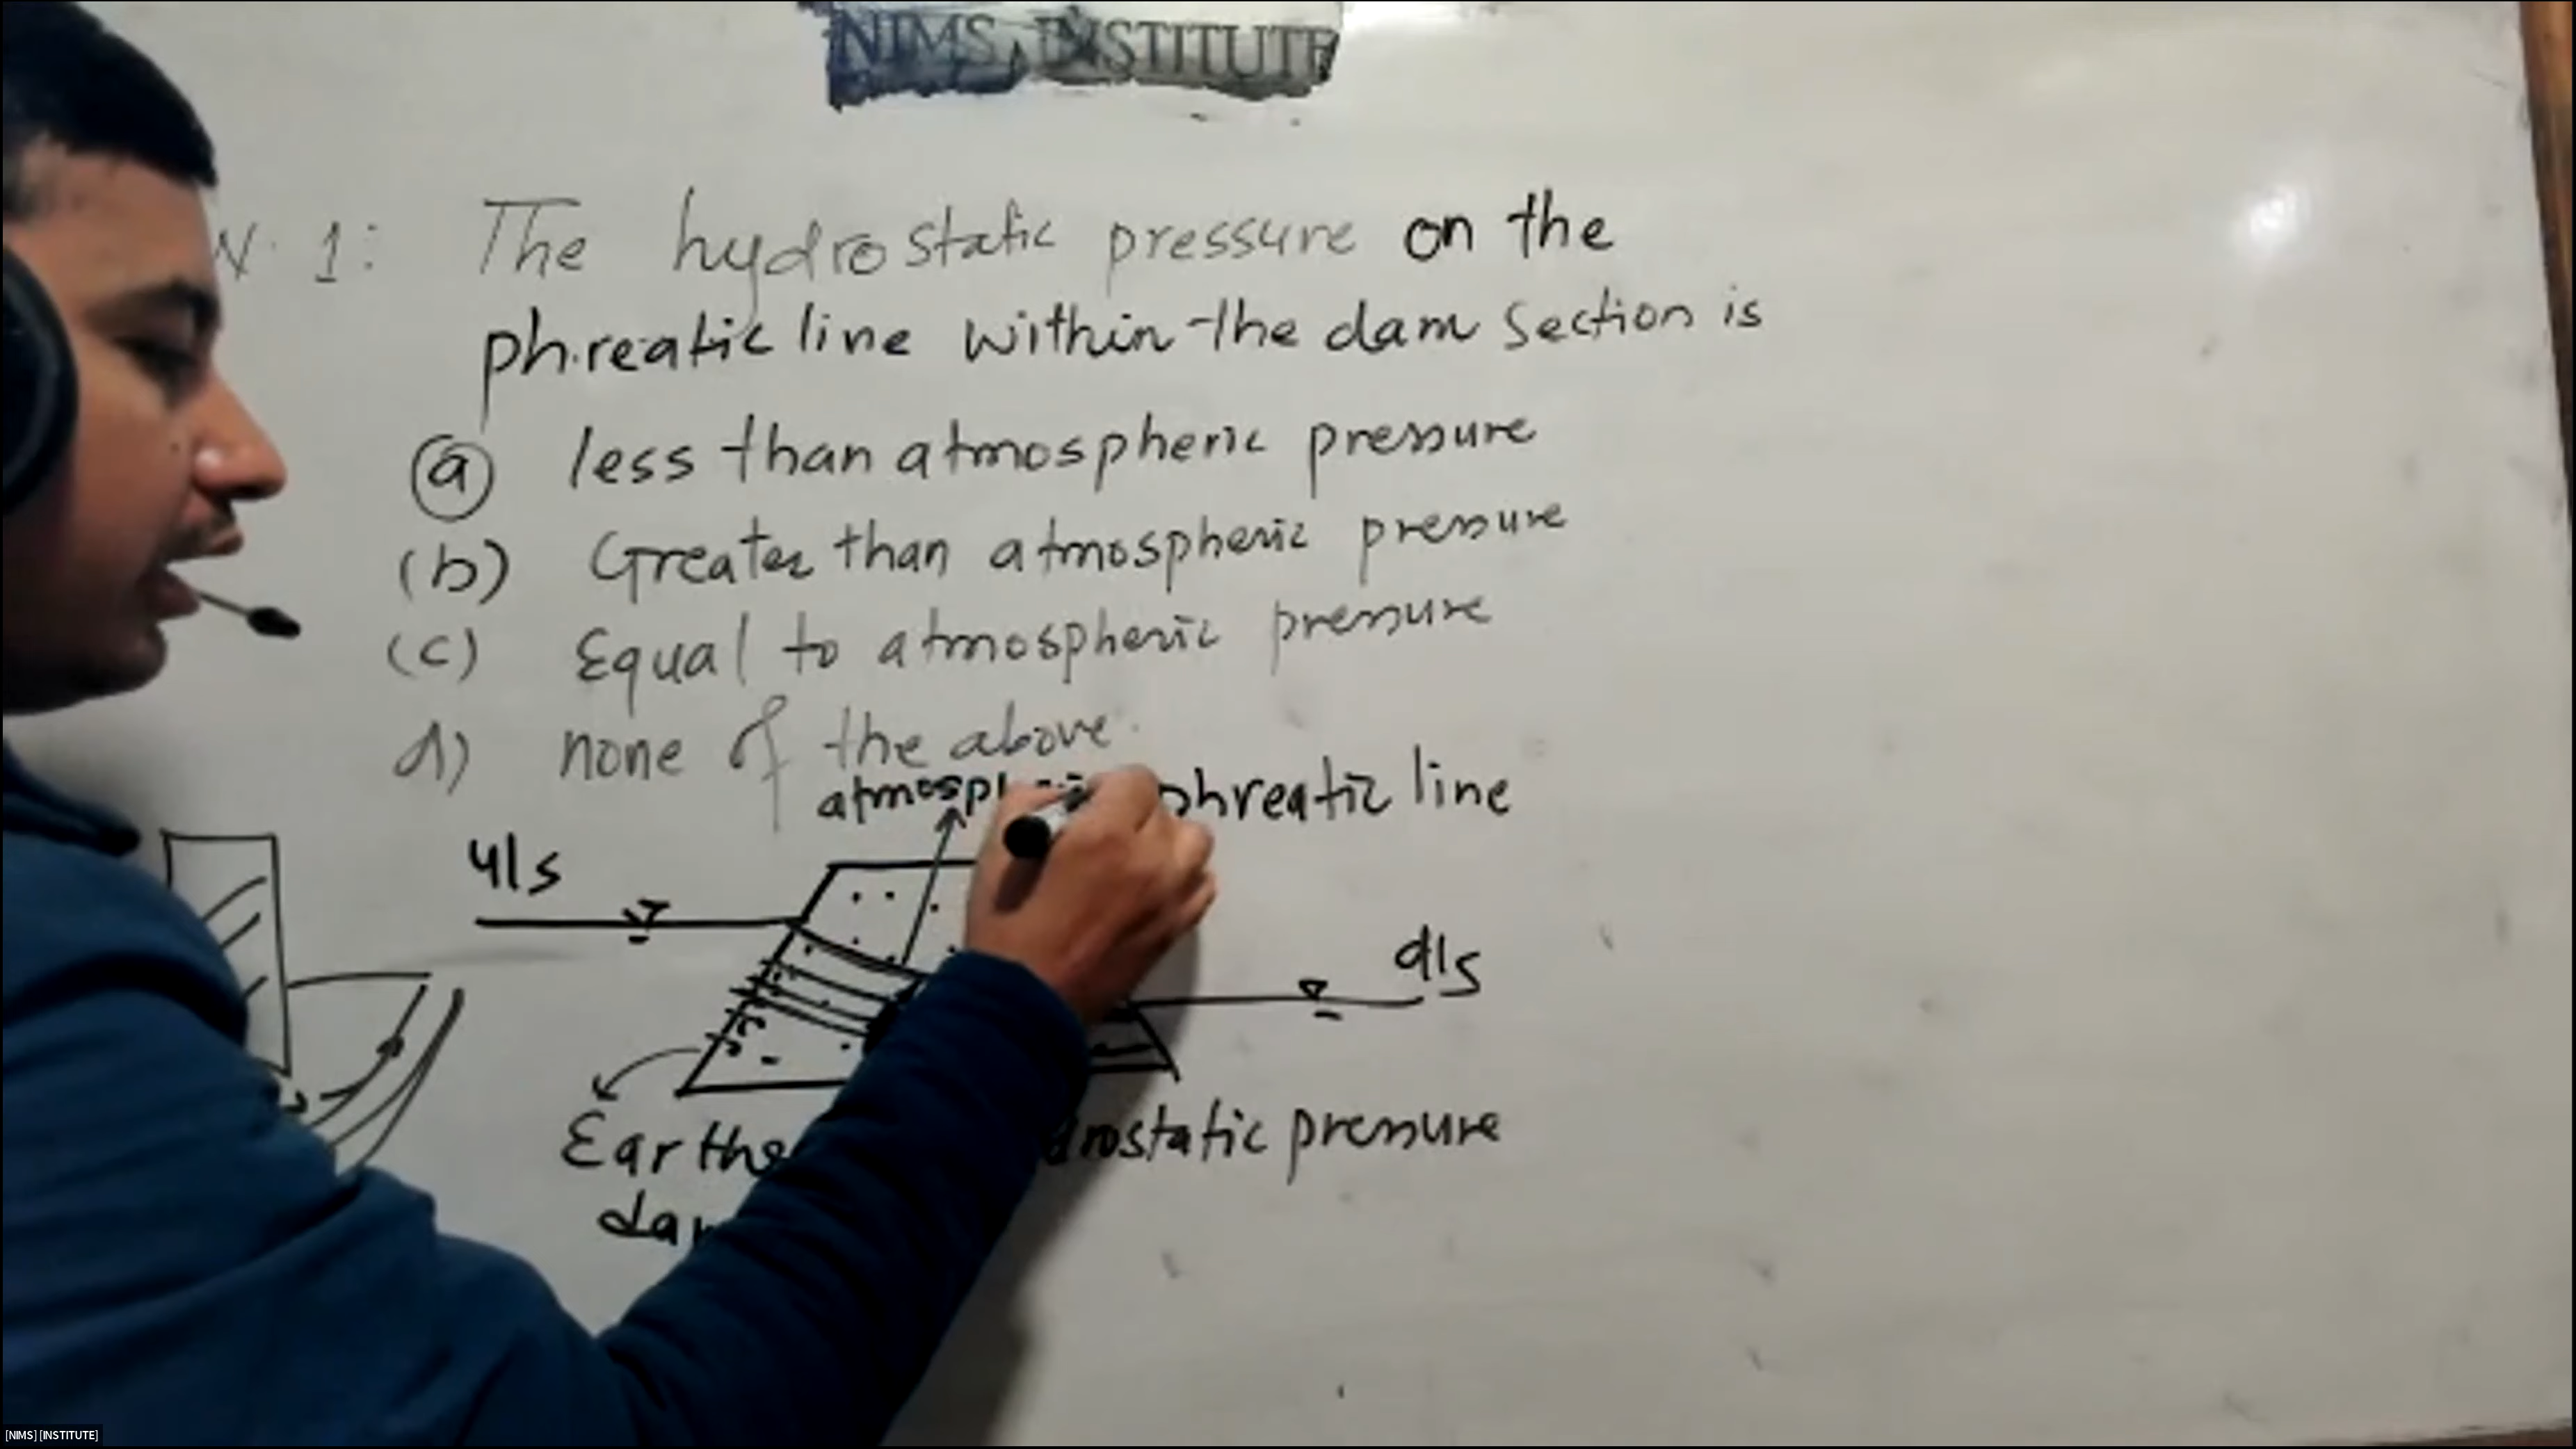 NIMS INSTITUTE
N. 1: The hydrostatic pressure on the
phreatic line within the dam section is
(a) less than atmospheric pressure
(b) Greater than atmospheric pressure
(c) Equal to atmospheric pressure
d) none of the above.
phreatic line
u/s
d/s
drostatic pressure
[NIMS] [INSTITUTE]